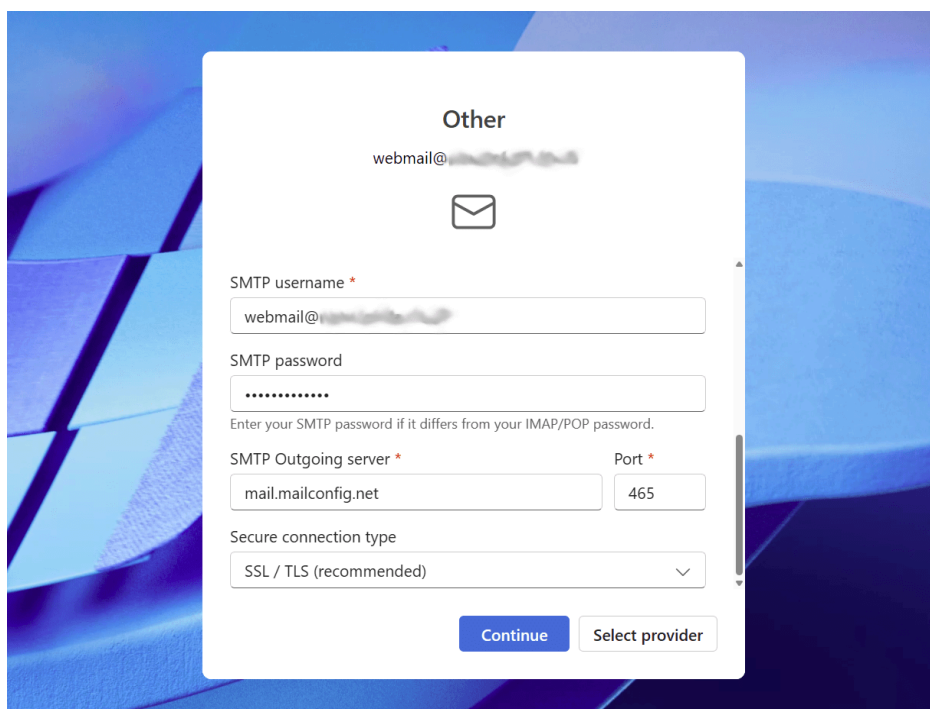 Other
webmail@
SMTP username *
webmail@
SMTP password
•••••••••••••
Enter your SMTP password if it differs from your IMAP/POP password.
SMTP Outgoing server * Port *
mail.mailconfig.net 465
Secure connection type
SSL / TLS (recommended)
Continue Select provider